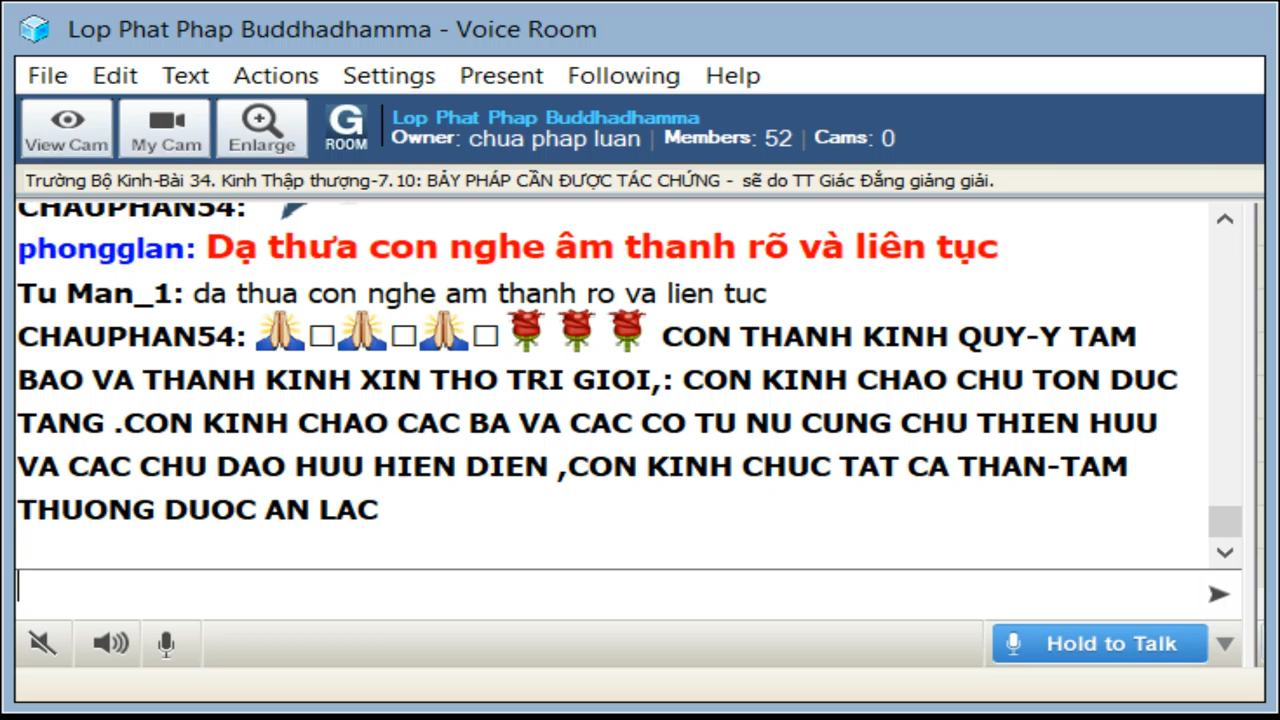 Lop Phat Phap Buddhadhamma - Voice Room
File Edit Text Actions Settings Present Following Help
View Cam My Cam Enlarge G ROOM
Lop Phat Phap Buddhadhamma
Owner: chua phap luan | Members: 52 | Cams: 0
Trường Bộ Kinh-Bài 34. Kinh Thập thượng-7.10: BẢY PHÁP CẦN ĐƯỢC TÁC CHỨNG - sẽ do TT Giác Đẳng giảng giải.
CHAUPHAN54:
phongglan: Dạ thưa con nghe âm thanh rõ và liên tục
Tu Man_1: da thua con nghe am thanh ro va lien tuc
CHAUPHAN54: 🙏□🙏□🙏□🌹🌹🌹 CON THANH KINH QUY-Y TAM
BAO VA THANH KINH XIN THO TRI GIOI,: CON KINH CHAO CHU TON DUC
TANG .CON KINH CHAO CAC BA VA CAC CO TU NU CUNG CHU THIEN HUU
VA CAC CHU DAO HUU HIEN DIEN ,CON KINH CHUC TAT CA THAN-TAM
THUONG DUOC AN LAC
Hold to Talk